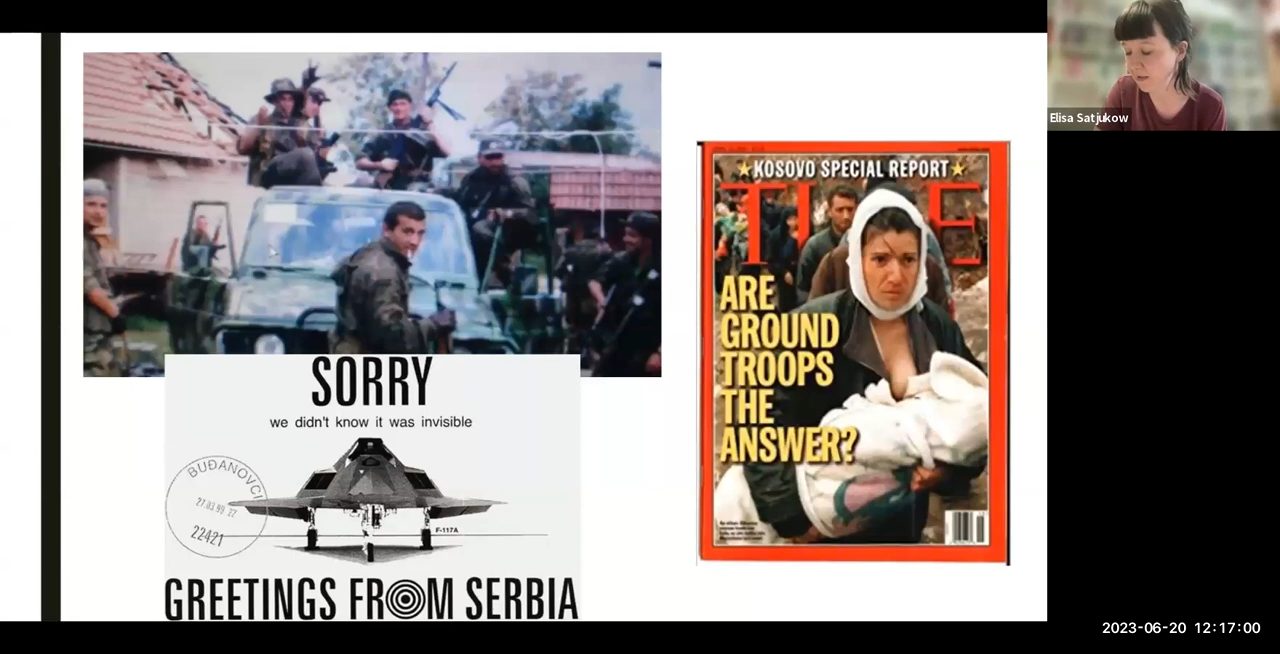 Elisa Satjukow
SORRY
we didn't know it was invisible
BUĐANOVCI
27.03.99. 22
22421
F-117A
GREETINGS FROM SERBIA
★KOSOVO SPECIAL REPORT★
TIME
ARE
GROUND
TROOPS
THE
ANSWER?
2023-06-20 12:17:00